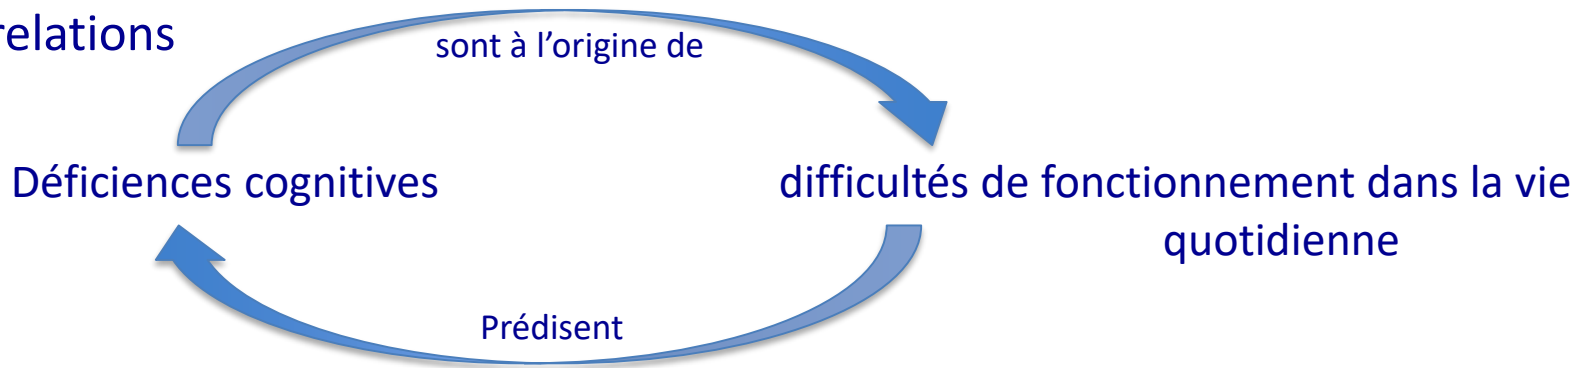 relations
sont à l’origine de
Déficiences cognitives
difficultés de fonctionnement dans la vie
quotidienne
Prédisent